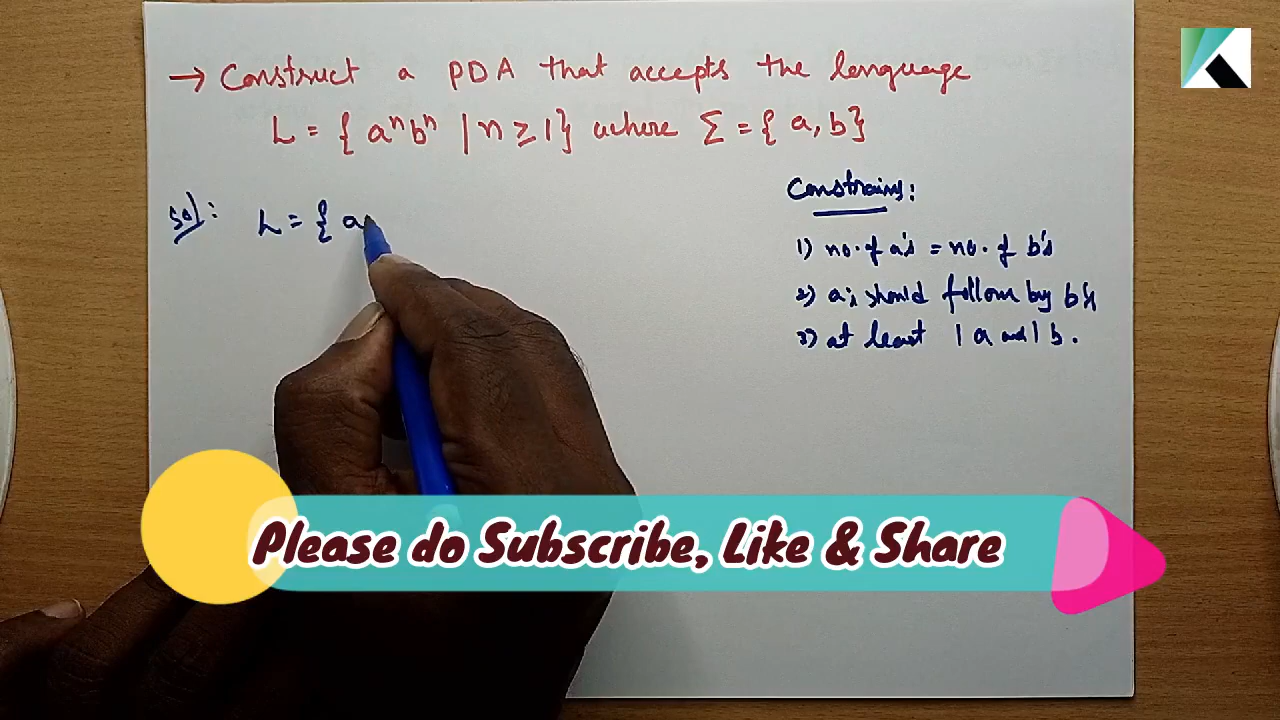 → Construct a PDA that accepts the language
L = { aⁿbⁿ | n ≥ 1} where Σ = { a, b}
Sol:
L = { a
Constrains:
1) no. of a's = no. of b's
2) a's should follow by b's
3) at least 1 a and 1 b.
Please do Subscribe, Like & Share